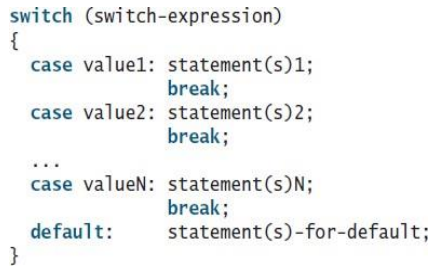 switch (switch-expression)
{
  case value1: statement(s)1;
               break;
  case value2: statement(s)2;
               break;
  ...
  case valueN: statement(s)N;
               break;
  default:     statement(s)-for-default;
}